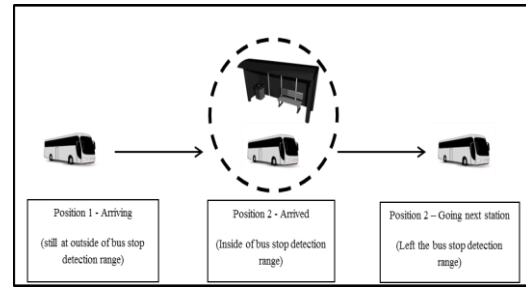 Position 1 - Arriving
(still at outside of bus stop
detection range)
Position 2 - Arrived
(Inside of bus stop detection
range)
Position 2 – Going next station
(Left the bus stop detection
range)